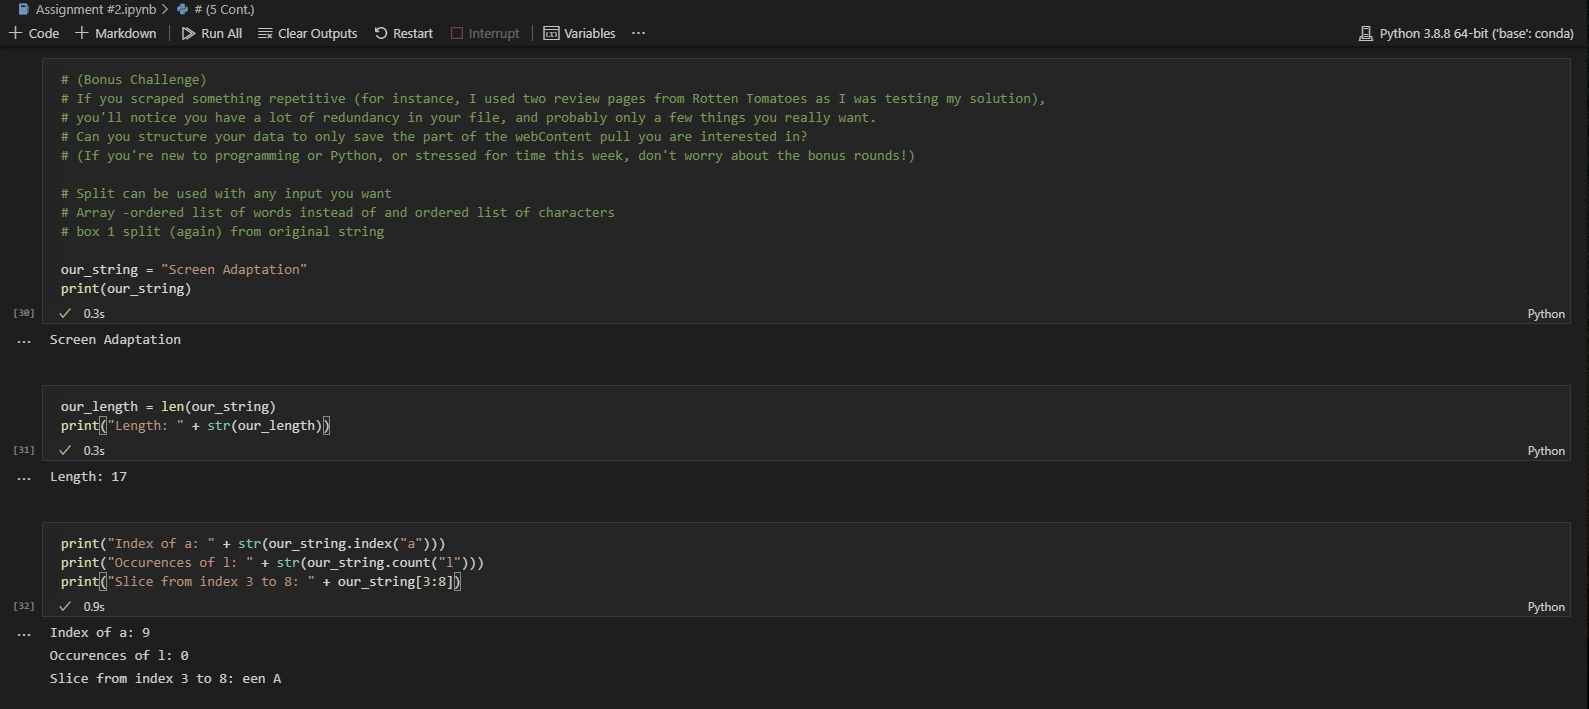 Assignment #2.ipynb > # (5 Cont.)
+ Code + Markdown | Run All Clear Outputs Restart Interrupt | Variables ··· Python 3.8.8 64-bit ('base': conda)
# (Bonus Challenge)
# If you scraped something repetitive (for instance, I used two review pages from Rotten Tomatoes as I was testing my solution),
# you'll notice you have a lot of redundancy in your file, and probably only a few things you really want.
# Can you structure your data to only save the part of the webContent pull you are interested in?
# (If you're new to programming or Python, or stressed for time this week, don't worry about the bonus rounds!)
# Split can be used with any input you want
# Array -ordered list of words instead of and ordered list of characters
# box 1 split (again) from original string
our_string = "Screen Adaptation"
print(our_string)
[30] ✓ 0.3s Python
... Screen Adaptation
our_length = len(our_string)
print("Length: " + str(our_length))
[31] ✓ 0.3s Python
... Length: 17
print("Index of a: " + str(our_string.index("a")))
print("Occurences of l: " + str(our_string.count("l")))
print("Slice from index 3 to 8: " + our_string[3:8])
[32] ✓ 0.9s Python
... Index of a: 9
Occurences of l: 0
Slice from index 3 to 8: een A